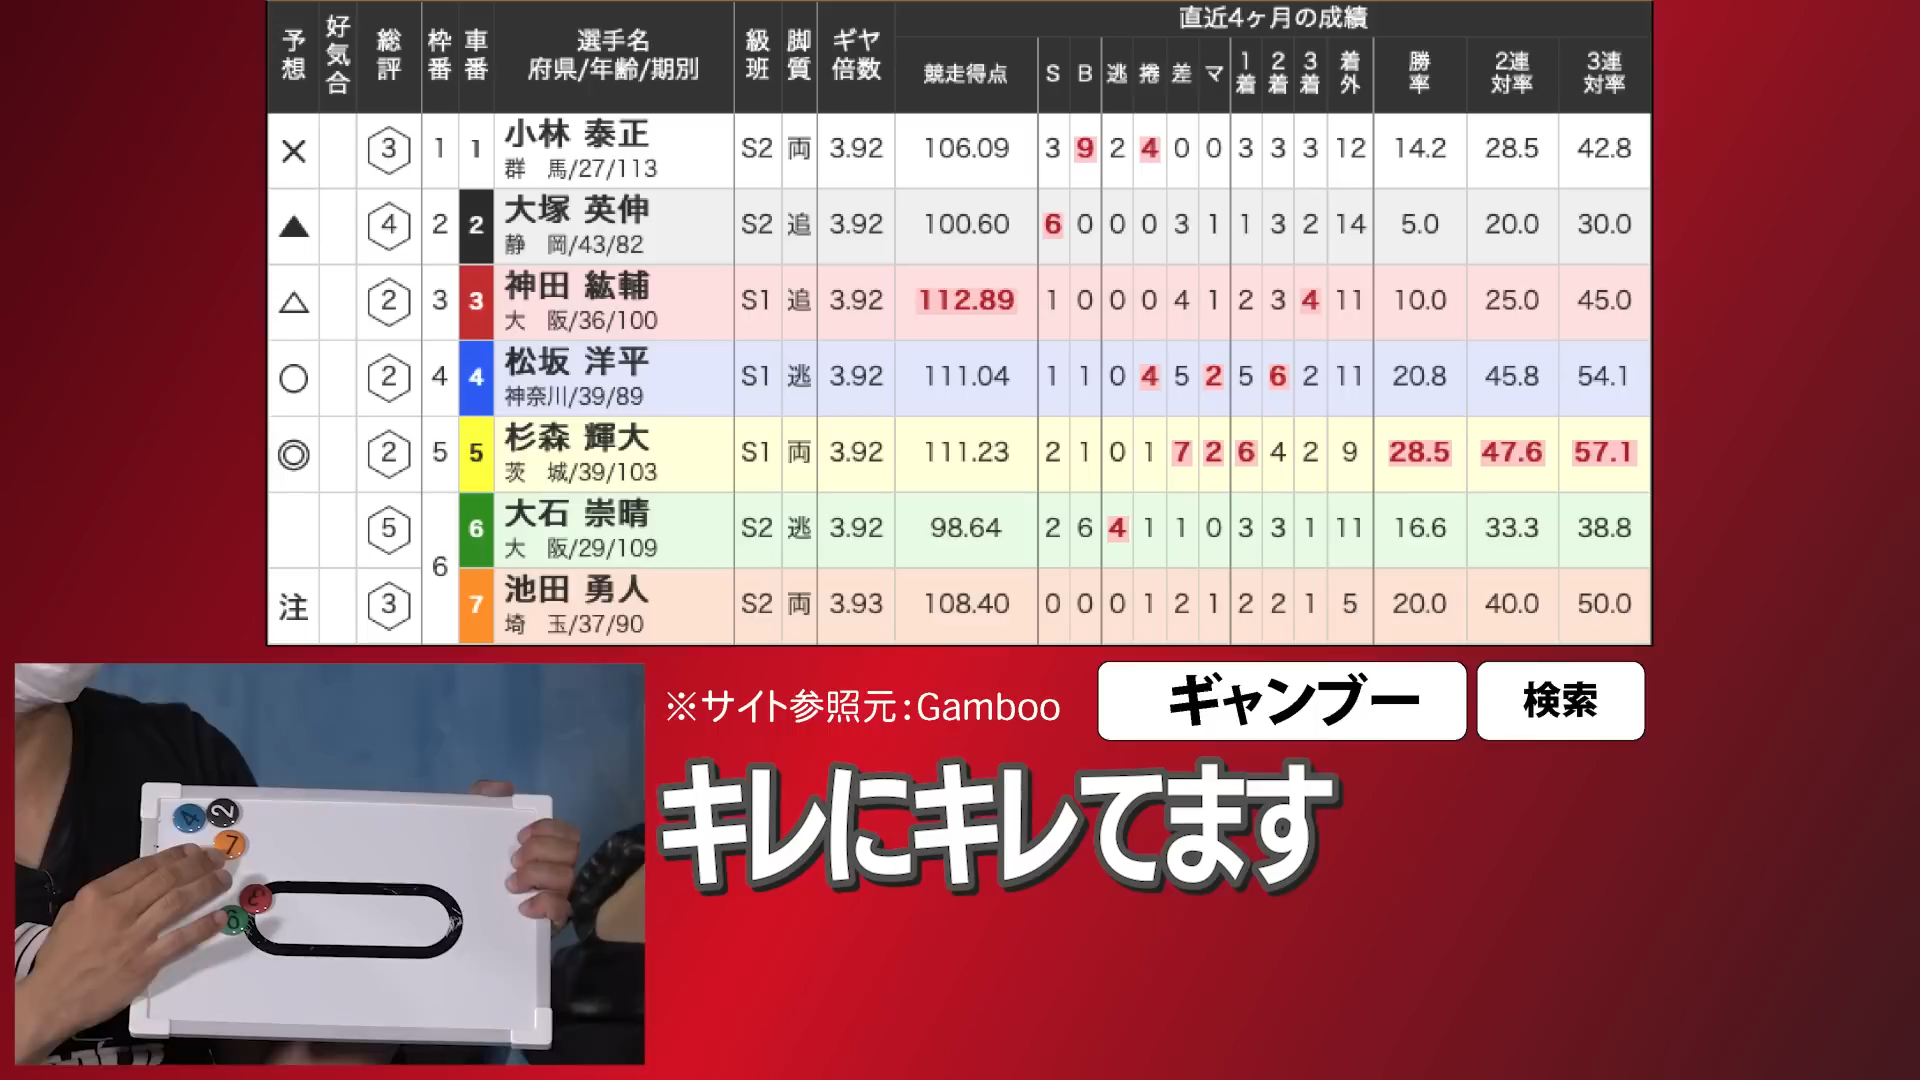 予想 好気合 総評 枠番 車番 選手名 府県/年齢/期別 級班 脚質 ギヤ倍数 直近4ヶ月の成績
競走得点 S B 逃 捲 差 マ 1着 2着 3着 着外 勝率 2連対率 3連対率
× 3 1 1 小林 泰正 S2 両 3.92 106.09 3 9 2 4 0 0 3 3 3 12 14.2 28.5 42.8
群 馬/27/113
▲ 4 2 2 大塚 英伸 S2 追 3.92 100.60 6 0 0 0 3 1 1 3 2 14 5.0 20.0 30.0
静 岡/43/82
△ 2 3 3 神田 紘輔 S1 追 3.92 112.89 1 0 0 0 4 1 2 3 4 11 10.0 25.0 45.0
大 阪/36/100
○ 2 4 4 松坂 洋平 S1 逃 3.92 111.04 1 1 0 4 5 2 5 6 2 11 20.8 45.8 54.1
神奈川/39/89
◎ 2 5 5 杉森 輝大 S1 両 3.92 111.23 2 1 0 1 7 2 6 4 2 9 28.5 47.6 57.1
茨 城/39/103
5 6 6 大石 崇晴 S2 逃 3.92 98.64 2 6 4 1 1 0 3 3 1 11 16.6 33.3 38.8
大 阪/29/109
注 3 7 池田 勇人 S2 両 3.93 108.40 0 0 0 1 2 1 2 2 1 5 20.0 40.0 50.0
埼 玉/37/90
※サイト参照元:Gamboo ギャンブー 検索
キレにキレてます
4 2
7
3
6